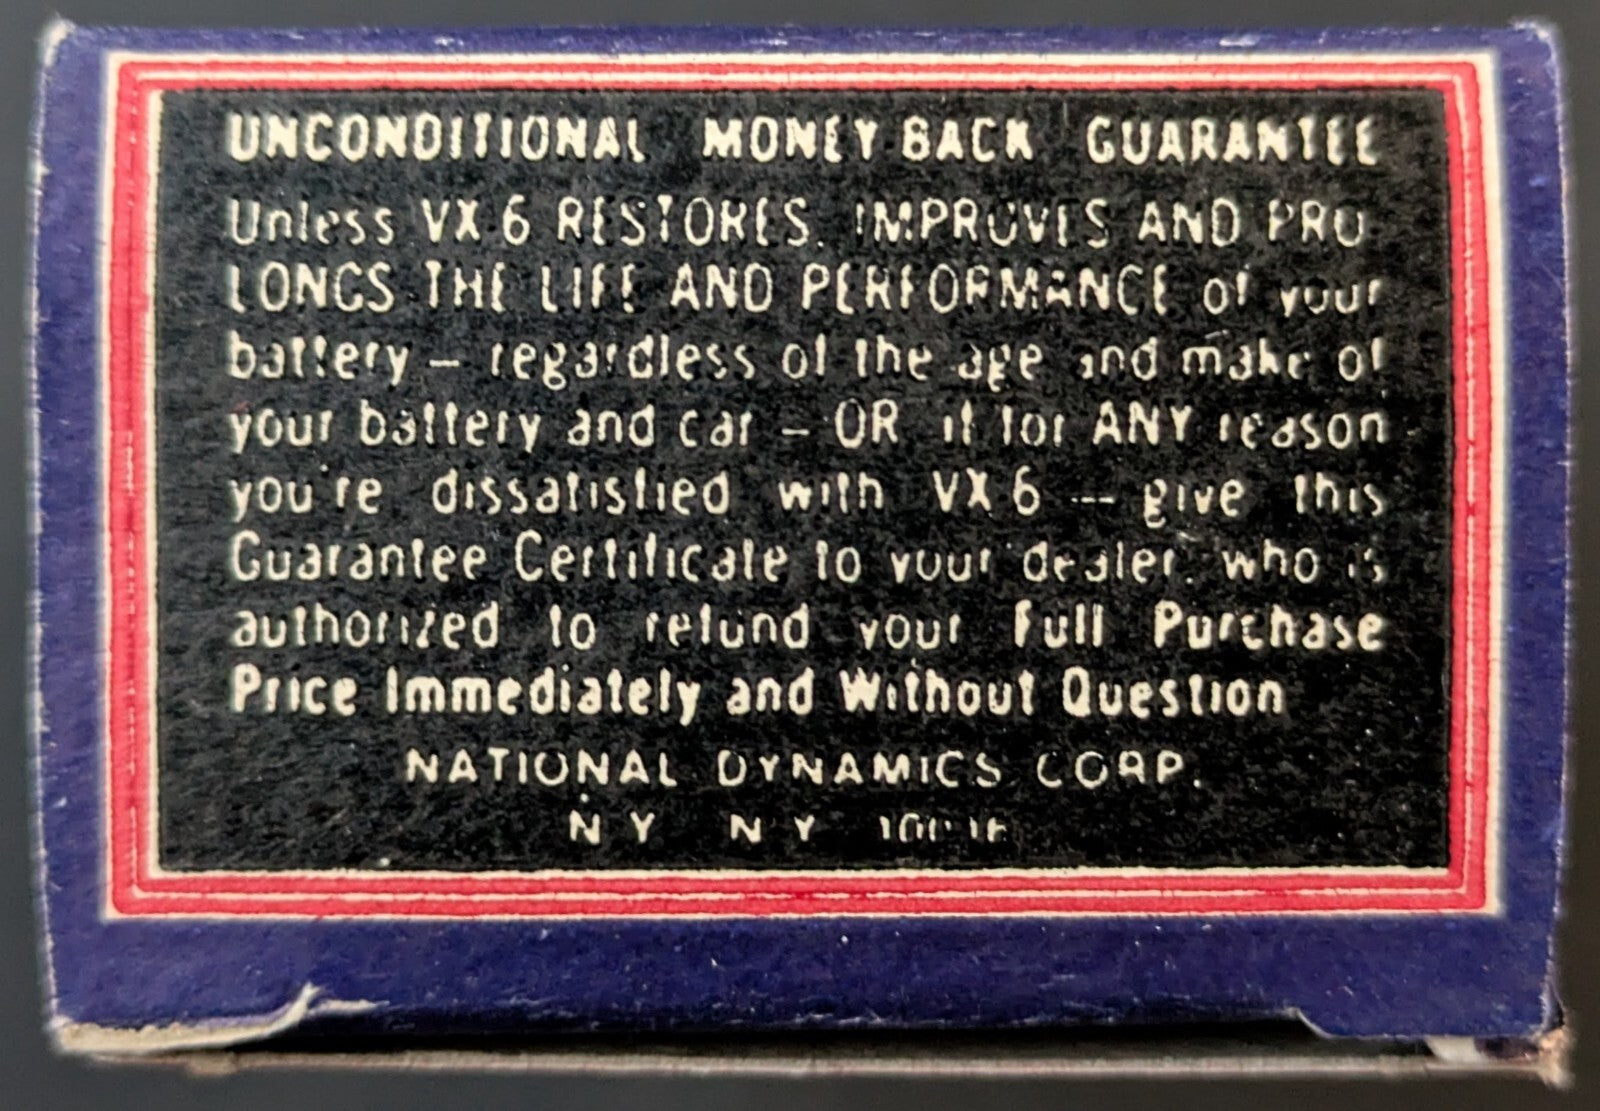 UNCONDITIONAL MONEY-BACK GUARANTEE
Unless VX-6 RESTORES, IMPROVES AND PRO-
LONGS THE LIFE AND PERFORMANCE of your
battery — regardless of the age and make of
your battery and car — OR if for ANY reason
you're dissatisfied with VX-6 — give this
Guarantee Certificate to your dealer, who is
authorized to refund your Full Purchase
Price Immediately and Without Question
NATIONAL DYNAMICS CORP.
N Y N Y